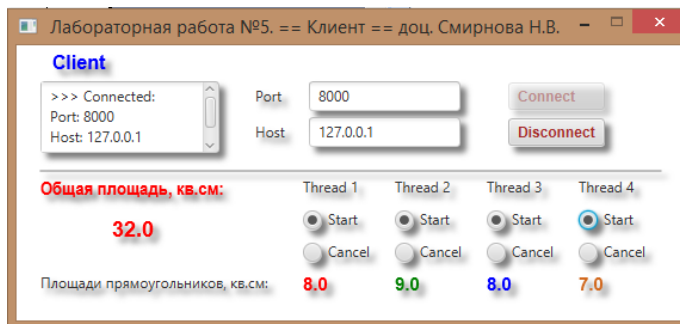 Лабораторная работа №5. == Клиент == доц. Смирнова Н.В.
Client
>>> Connected:
Port: 8000
Host: 127.0.0.1
Port 8000 Connect
Host 127.0.0.1 Disconnect
Общая площадь, кв.см: Thread 1 Thread 2 Thread 3 Thread 4
32.0 Start Start Start Start
Cancel Cancel Cancel Cancel
Площади прямоугольников, кв.см: 8.0 9.0 8.0 7.0